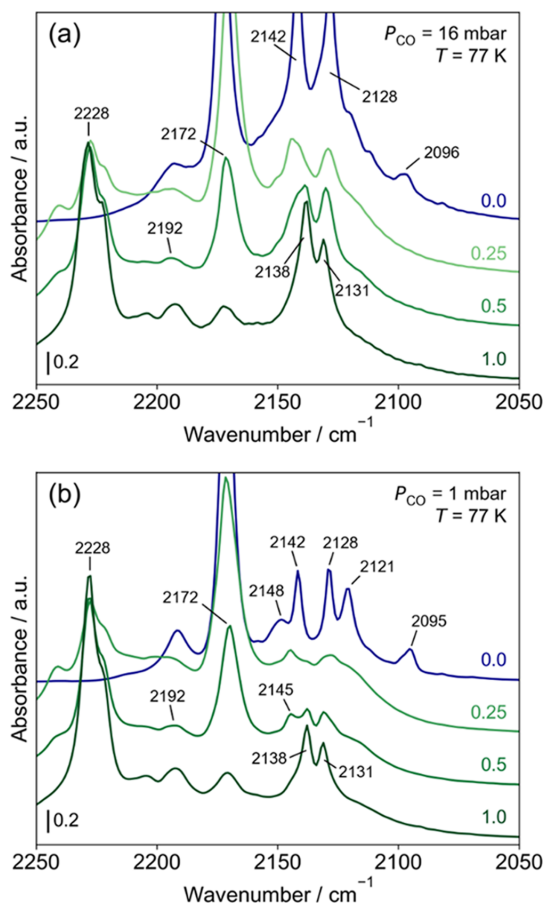 (a)
P_CO = 16 mbar
T = 77 K
2142
2128
2228
2172
2096
0.0
2192
0.25
2138
2131
0.5
1.0
0.2
Absorbance / a.u.
2250 2200 2150 2100 2050
Wavenumber / cm⁻¹
(b)
P_CO = 1 mbar
T = 77 K
2228
2142
2128
2121
2148
2172
2095
0.0
0.25
2192
2145
0.5
2138
2131
1.0
0.2
Absorbance / a.u.
2250 2200 2150 2100 2050
Wavenumber / cm⁻¹